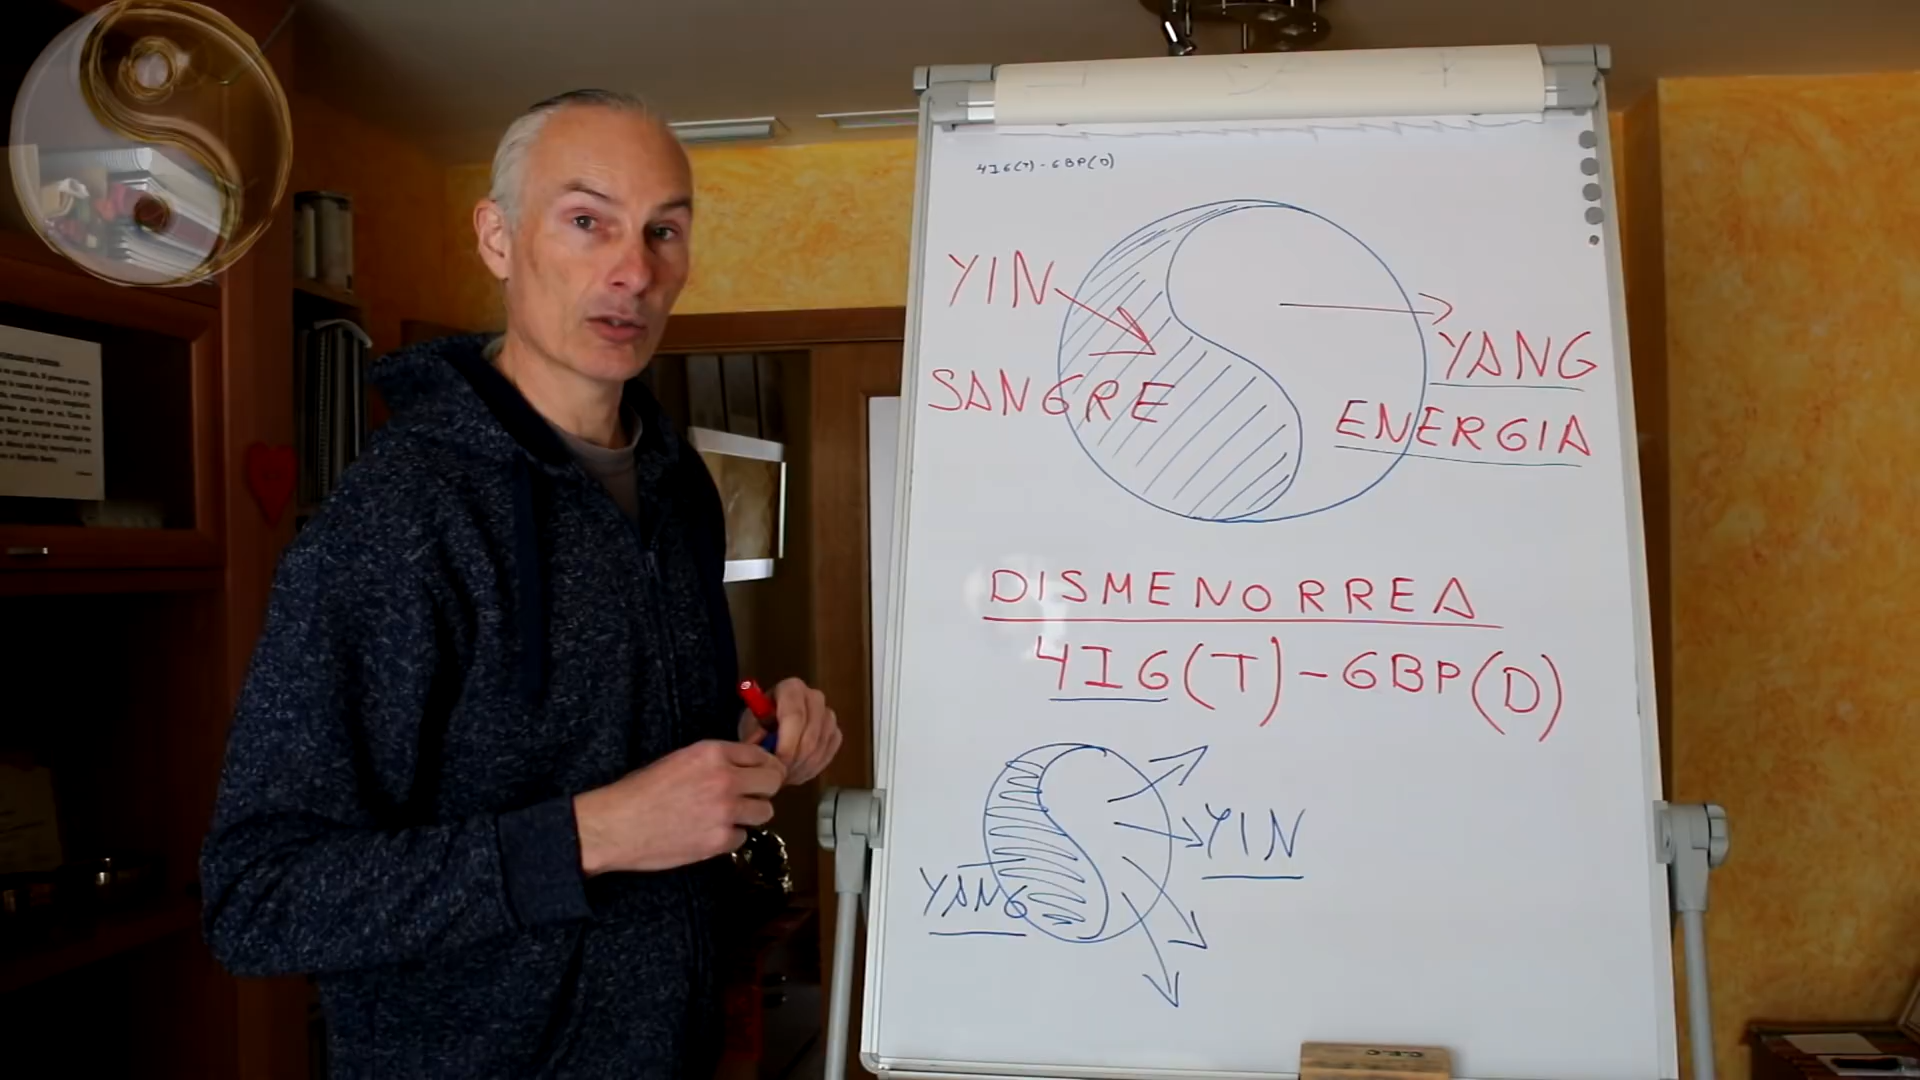 4IG(T)-6BP(D)
YIN
SANGRE
YANG
ENERGIA
DISMENORREA
4IG(T)-6BP(D)
YIN
YANG